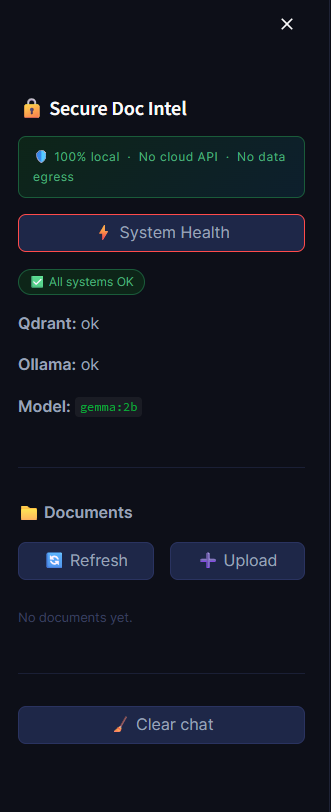 Secure Doc Intel
100% local · No cloud API · No data
egress
System Health
All systems OK
Qdrant: ok
Ollama: ok
Model: gemma:2b
Documents
Refresh
Upload
No documents yet.
Clear chat